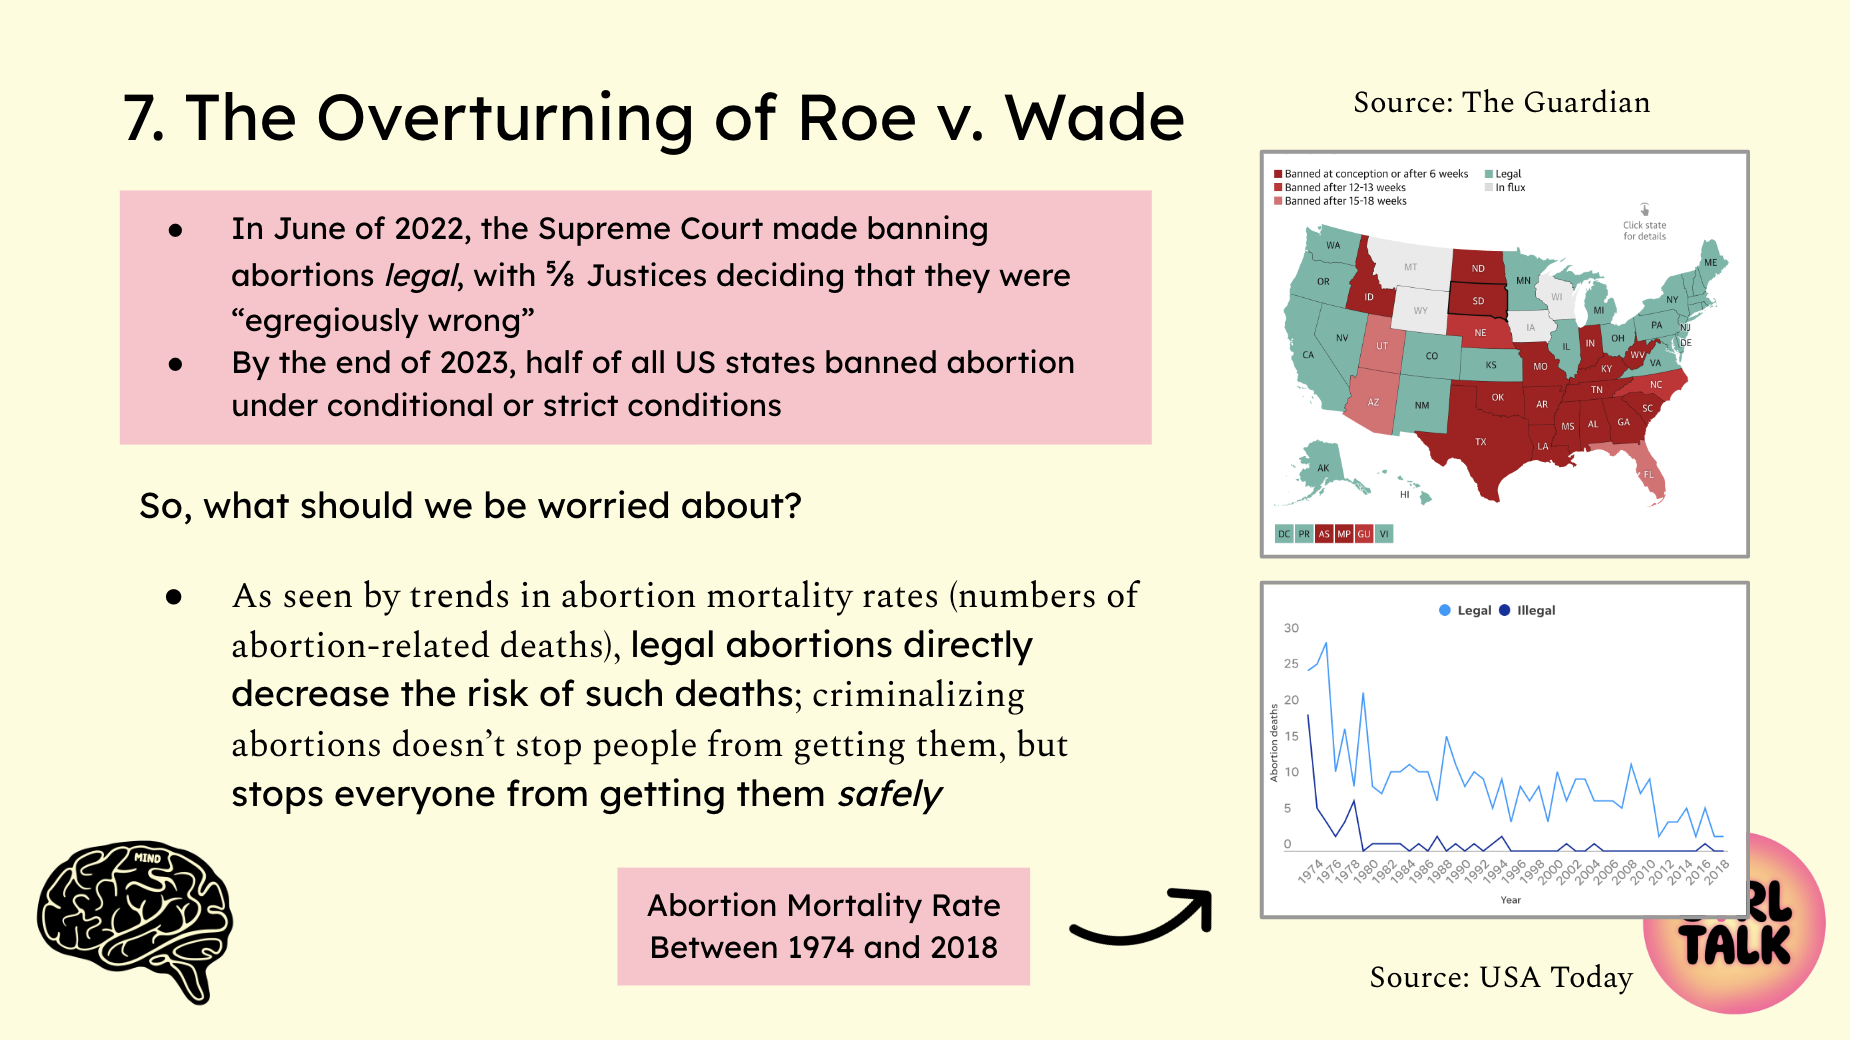 7. The Overturning of Roe v. Wade
● In June of 2022, the Supreme Court made banning
abortions legal, with ⅝ Justices deciding that they were
“egregiously wrong”
● By the end of 2023, half of all US states banned abortion
under conditional or strict conditions
So, what should we be worried about?
● As seen by trends in abortion mortality rates (numbers of
abortion-related deaths), legal abortions directly
decrease the risk of such deaths; criminalizing
abortions doesn’t stop people from getting them, but
stops everyone from getting them safely
MIND
Abortion Mortality Rate
Between 1974 and 2018
Source: The Guardian
Banned at conception or after 6 weeks
Legal
Banned after 12-13 weeks
In flux
Banned after 15-18 weeks
Click state
for details
WA
MT
ND
MN
ME
OR
ID
SD
WI
NY
WY
MI
NV
NE
IA
PA
NJ
UT
OH
DE
CA
CO
IL
IN
WV
VA
KS
MO
KY
AZ
NM
OK
AR
TN
NC
SC
TX
LA
MS
AL
GA
AK
HI
FL
DC PR AS MP GU VI
Legal Illegal
30
25
20
15
10
5
0
Abortion deaths
1974 1976 1978 1980 1982 1984 1986 1988 1990 1992 1994 1996 1998 2000 2002 2004 2006 2008 2010 2012 2014 2016 2018
Year
TALK
Source: USA Today